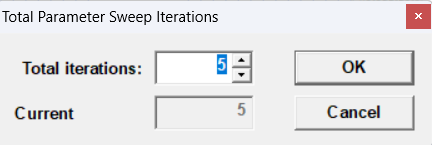 Total Parameter Sweep Iterations
Total iterations: 5 OK
Current 5 Cancel